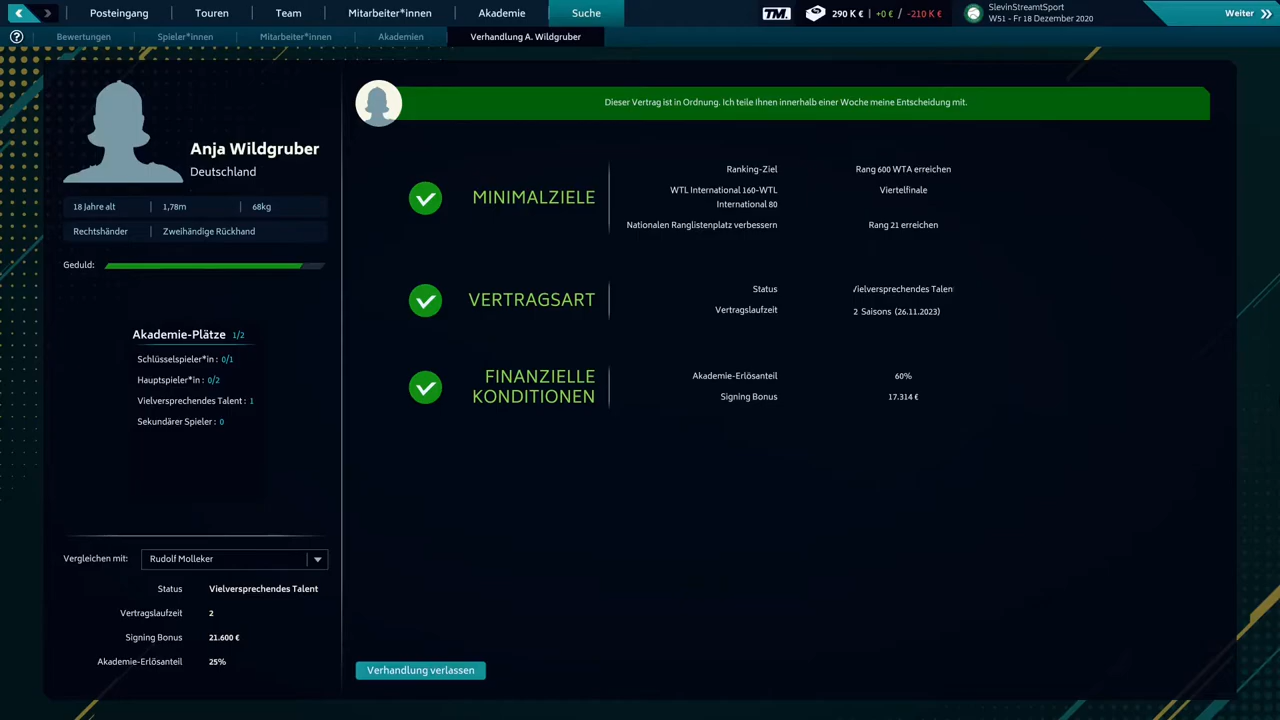 Posteingang Touren Team Mitarbeiter*innen Akademie Suche TM. 290 K € | +0 € / -210 K € SlevinStreamtSport Weiter
W51 - Fr 18 Dezember 2020
? Bewertungen Spieler*innen Mitarbeiter*innen Akademien Verhandlung A. Wildgruber
Anja Wildgruber
Deutschland
18 Jahre alt 1,78m 68kg
Rechtshänder Zweihändige Rückhand
Geduld:
Akademie-Plätze 1/2
Schlüsselspieler*in : 0/1
Hauptspieler*in : 0/2
Vielversprechendes Talent : 1
Sekundärer Spieler : 0
Vergleichen mit: Rudolf Molleker
Status Vielversprechendes Talent
Vertragslaufzeit 2
Signing Bonus 21.600 €
Akademie-Erlösanteil 25%
Dieser Vertrag ist in Ordnung. Ich teile Ihnen innerhalb einer Woche meine Entscheidung mit.
MINIMALZIELE
Ranking-Ziel Rang 600 WTA erreichen
WTL International 160-WTL Viertelfinale
International 80
Nationalen Ranglistenplatz verbessern Rang 21 erreichen
VERTRAGSART
Status Vielversprechendes Talen
Vertragslaufzeit 2 Saisons (26.11.2023)
FINANZIELLE
KONDITIONEN
Akademie-Erlösanteil 60%
Signing Bonus 17.314 €
Verhandlung verlassen